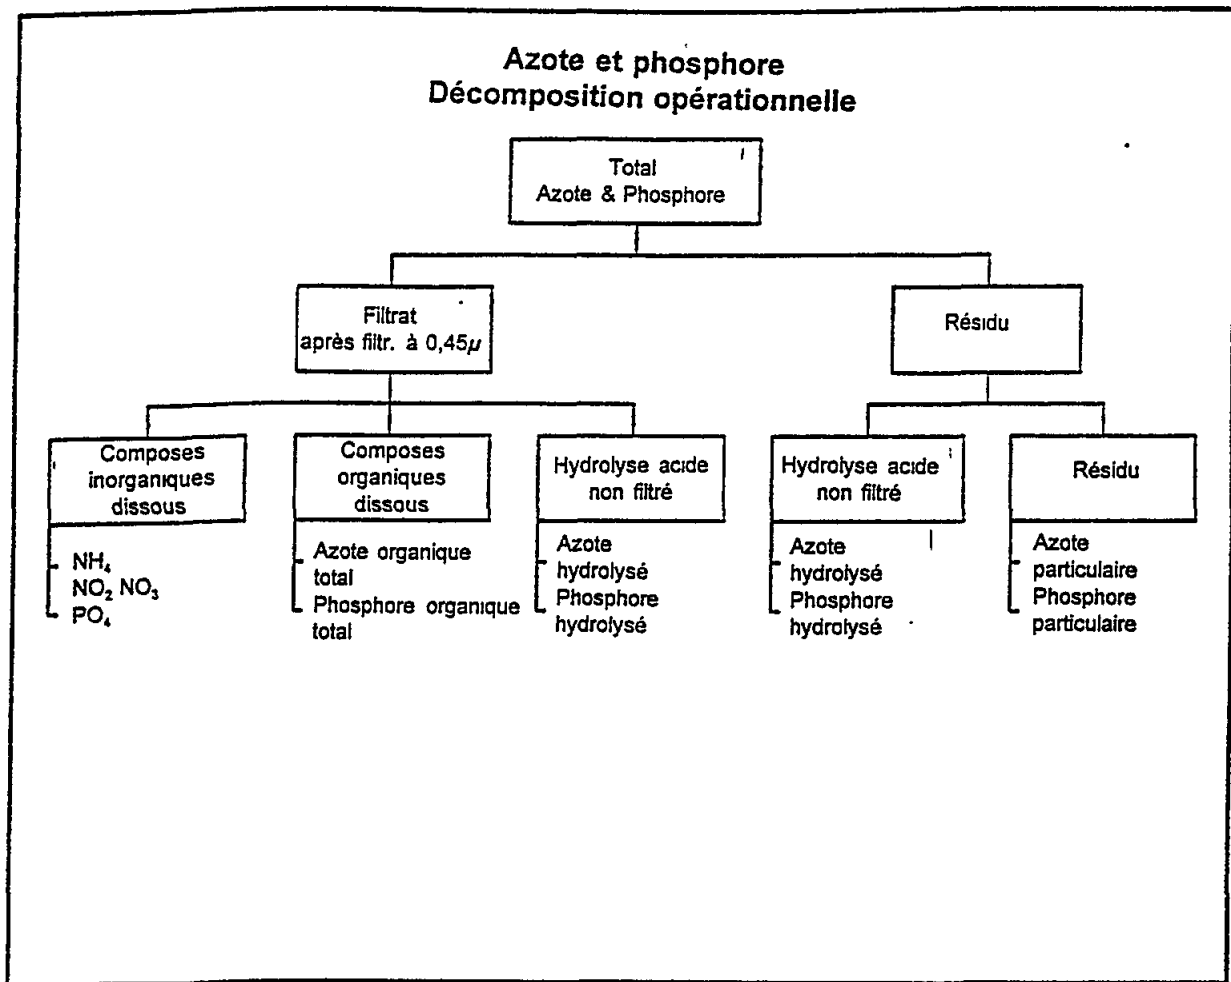 Azote et phosphore
Décomposition opérationnelle
Total
Azote & Phosphore
Filtrat
après filtr. à 0,45µ
Résidu
Composes
inorganiques
dissous
Composes
organiques
dissous
Hydrolyse acide
non filtré
Hydrolyse acide
non filtré
Résidu
NH₄
NO₂ NO₃
PO₄
Azote organique
total
Phosphore organique
total
Azote
hydrolysé
Phosphore
hydrolysé
Azote
hydrolysé
Phosphore
hydrolysé
Azote
particulaire
Phosphore
particulaire